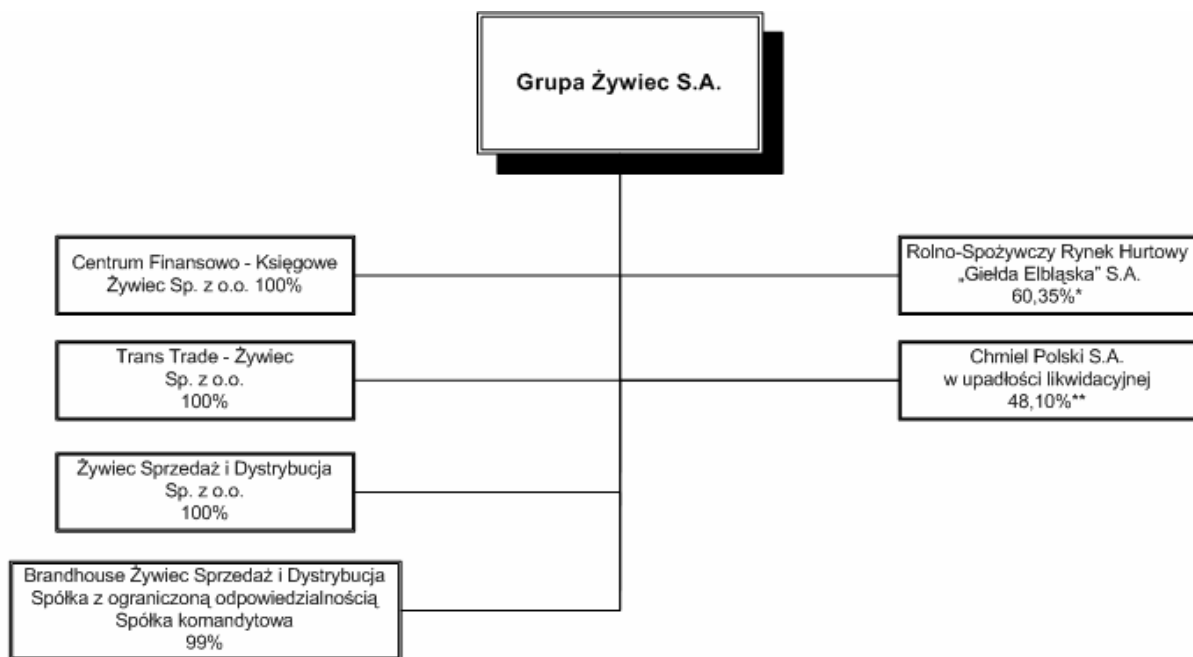 Grupa Żywiec S.A.
Centrum Finansowo - Księgowe
Żywiec Sp. z o.o. 100%
Rolno-Spożywczy Rynek Hurtowy
„Giełda Elbląska” S.A.
60,35%*
Trans Trade - Żywiec
Sp. z o.o.
100%
Chmiel Polski S.A.
w upadłości likwidacyjnej
48,10%**
Żywiec Sprzedaż i Dystrybucja
Sp. z o.o.
100%
Brandhouse Żywiec Sprzedaż i Dystrybucja
Spółka z ograniczoną odpowiedzialnością
Spółka komandytowa
99%